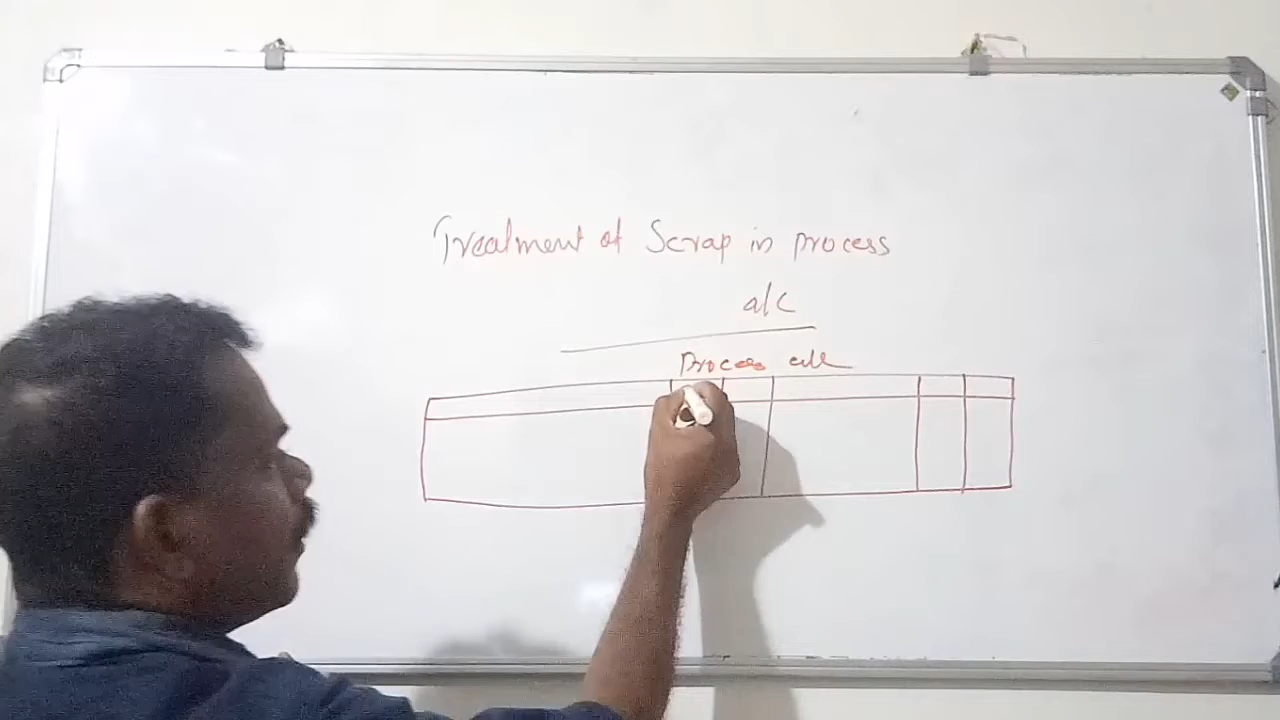 Treatment of Scrap in process
a/c
Process a/c